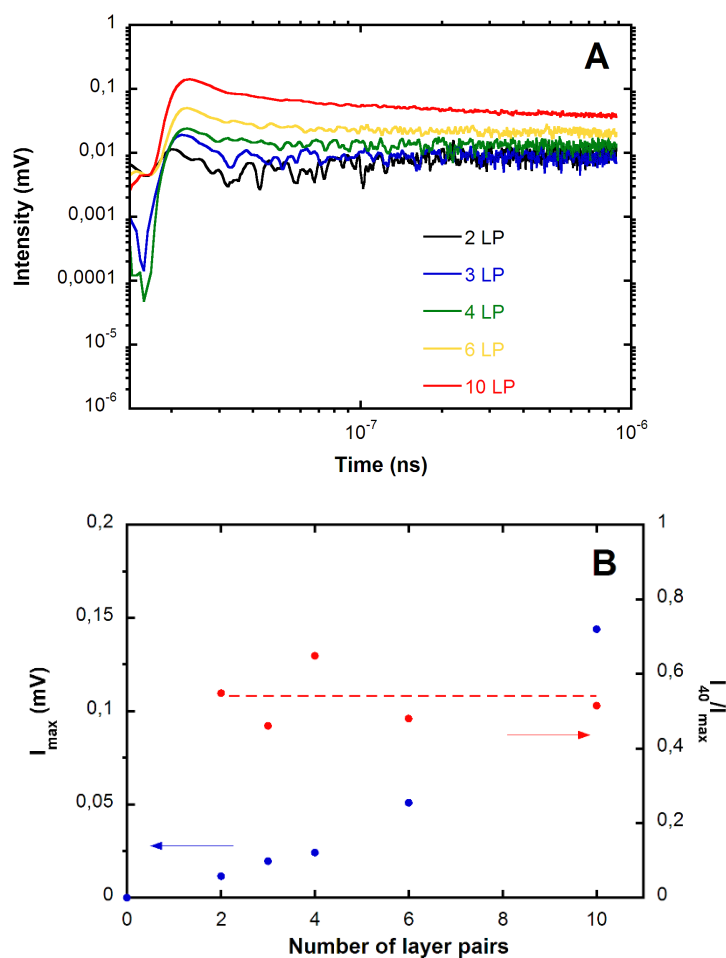 A
1
0,1
0,01
0,001
0,0001
10-5
10-6
Intensity (mV)
2 LP
3 LP
4 LP
6 LP
10 LP
10-7
10-6
Time (ns)
B
0,2
0,15
0,1
0,05
0
Imax (mV)
1
0,8
0,6
0,4
0,2
0
I40/Imax
0 2 4 6 8 10
Number of layer pairs